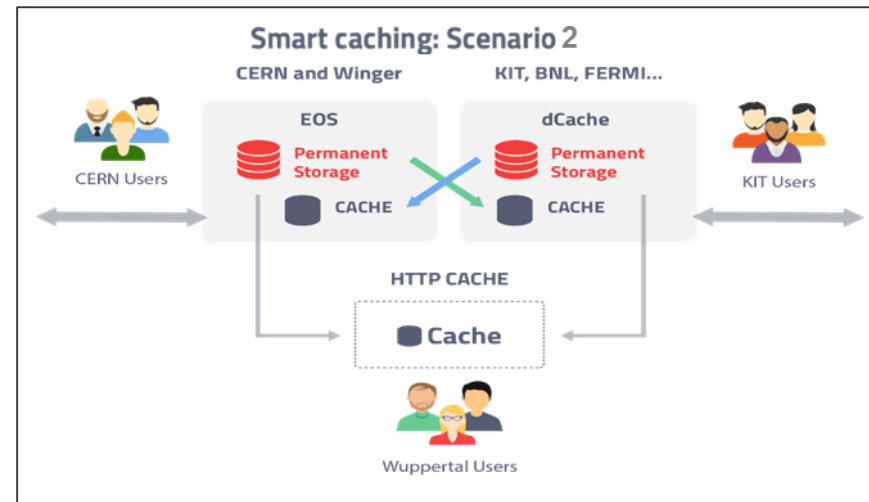 Smart caching: Scenario 2
CERN and Winger
KIT, BNL, FERMI...
EOS
dCache
Permanent
Storage
Permanent
Storage
CERN Users
KIT Users
CACHE
CACHE
HTTP CACHE
Cache
Wuppertal Users